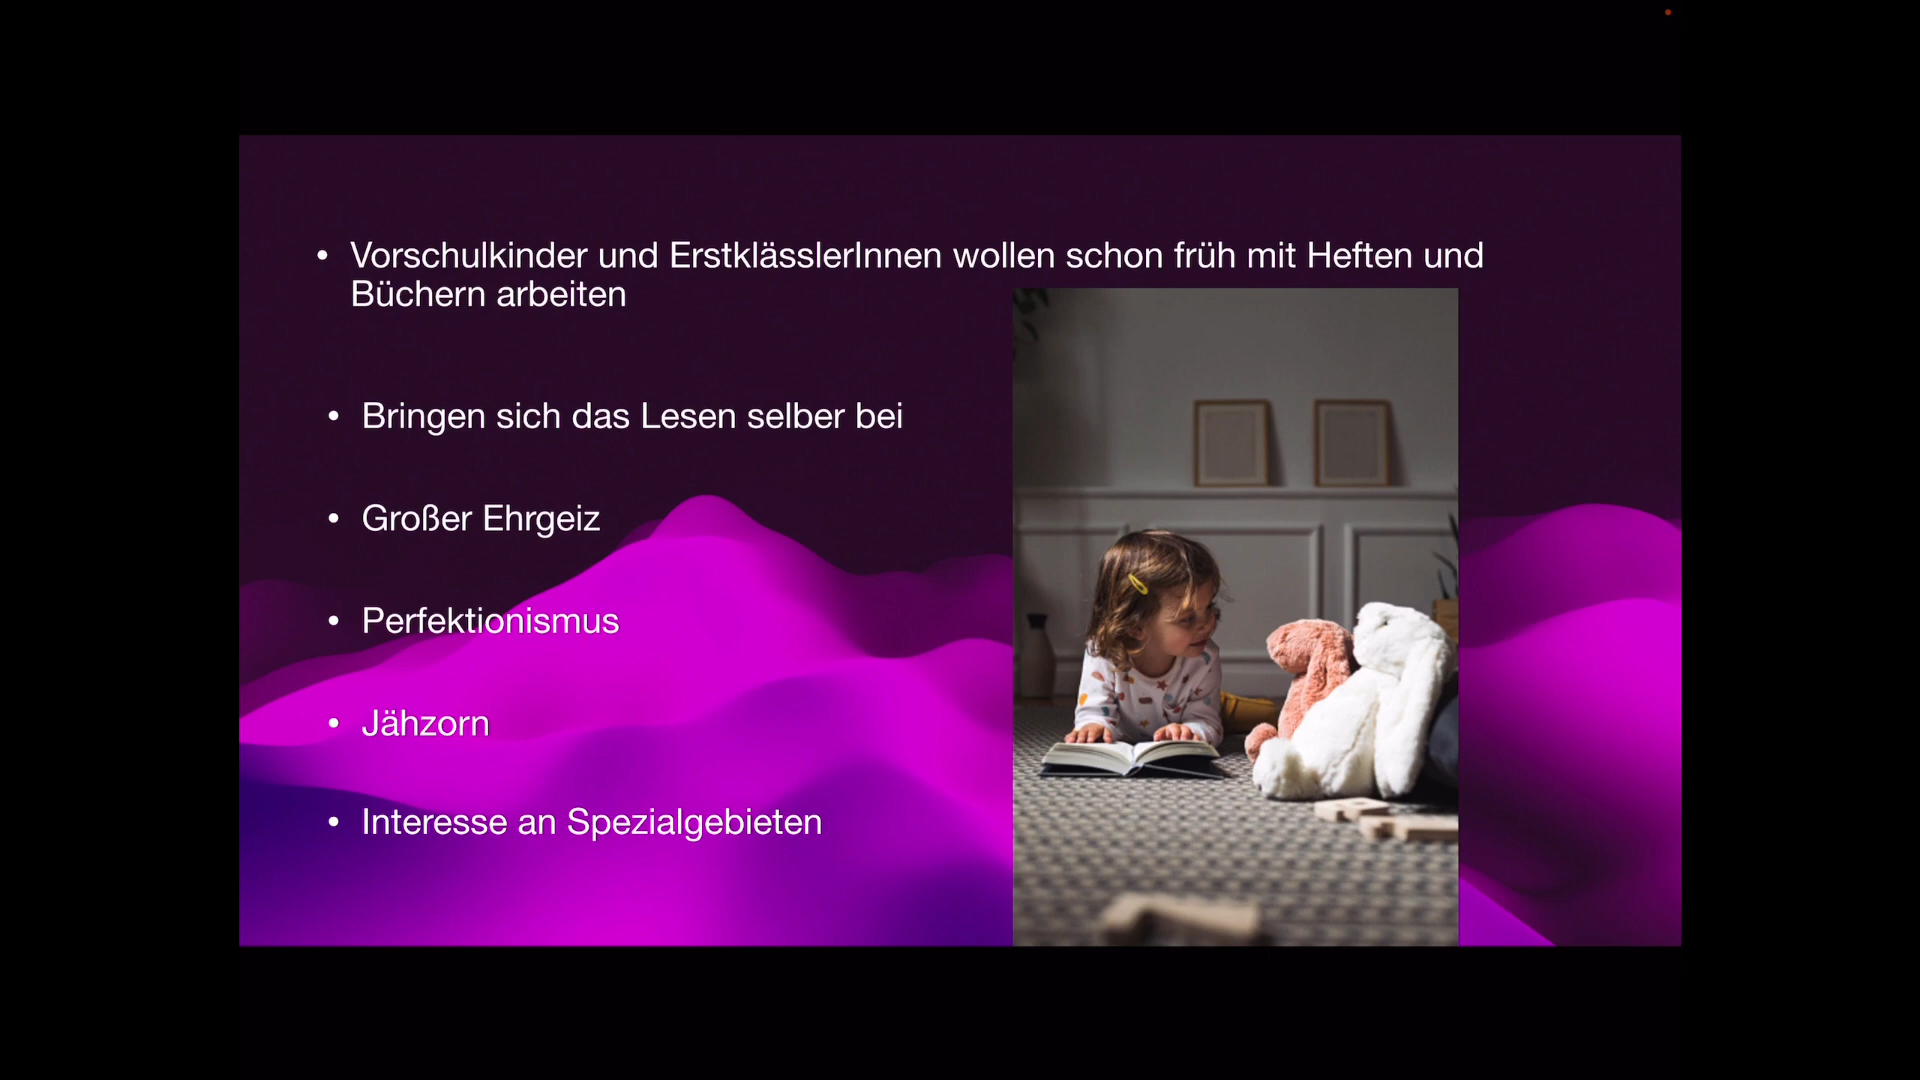 • Vorschulkinder und ErstklässlerInnen wollen schon früh mit Heften und
Büchern arbeiten
• Bringen sich das Lesen selber bei
• Großer Ehrgeiz
• Perfektionismus
• Jähzorn
• Interesse an Spezialgebieten